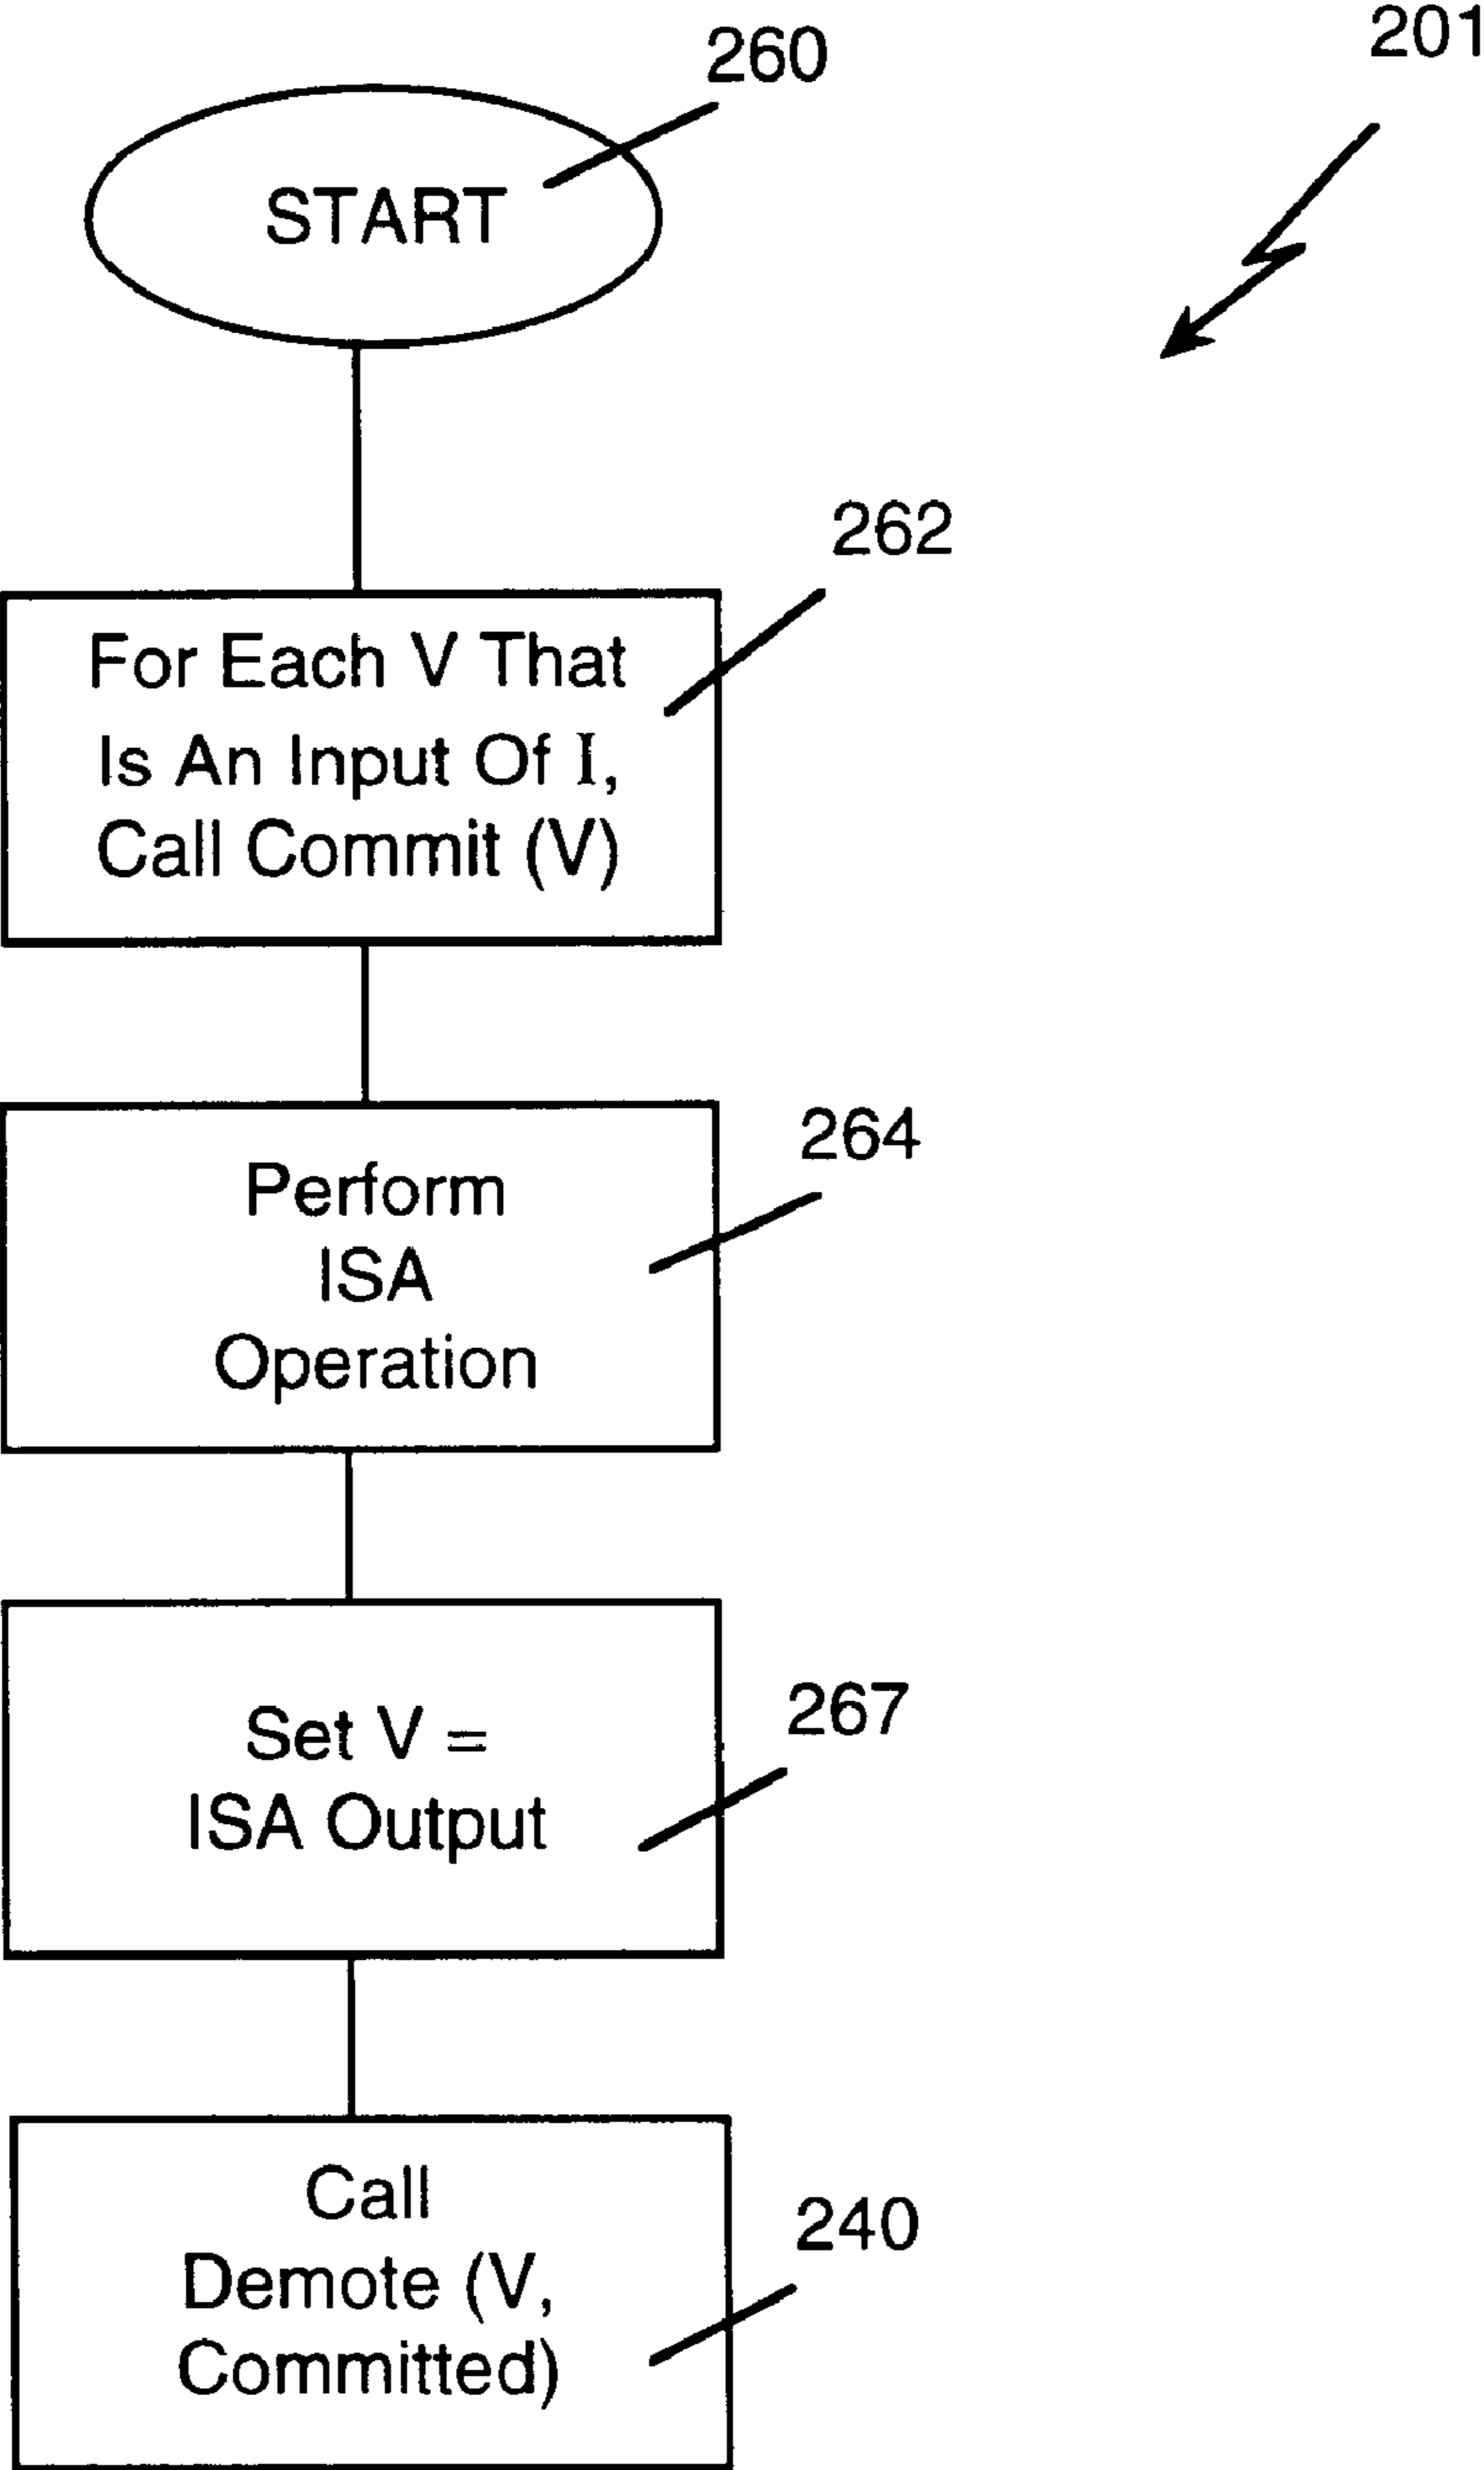 201
260
START
262
For Each V That
Is An Input Of I,
Call Commit (V)
264
Perform
ISA
Operation
267
Set V =
ISA Output
240
Call
Demote (V,
Committed)